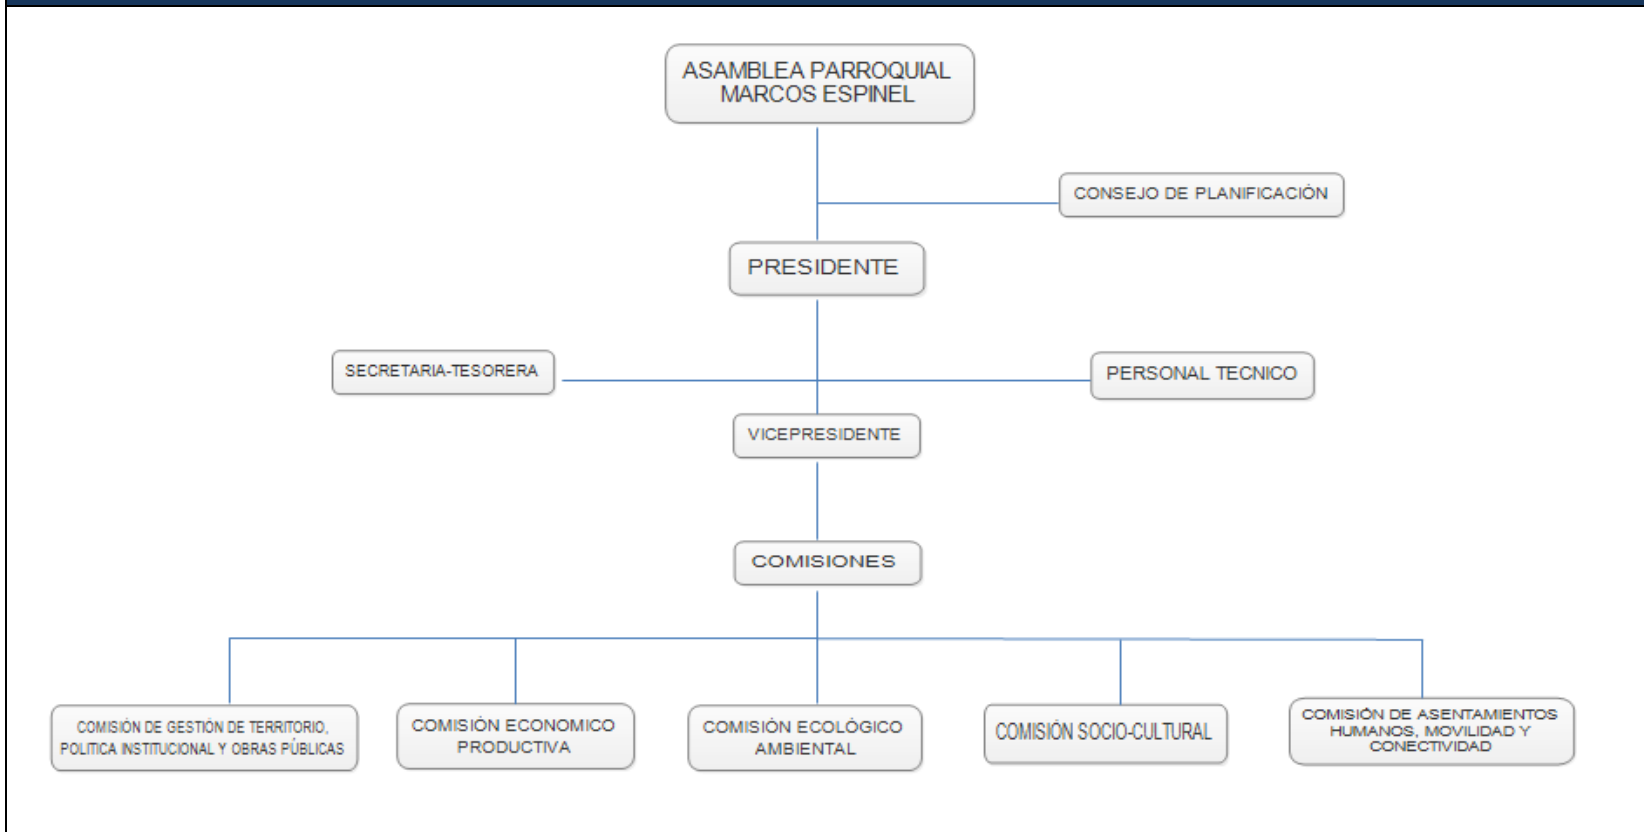 ASAMBLEA PARROQUIAL
MARCOS ESPINEL
CONSEJO DE PLANIFICACIÓN
PRESIDENTE
SECRETARIA-TESORERA
PERSONAL TECNICO
VICEPRESIDENTE
COMISIONES
COMISIÓN DE GESTIÓN DE TERRITORIO,
POLITICA INSTITUCIONAL Y OBRAS PÚBLICAS
COMISIÓN ECONOMICO
PRODUCTIVA
COMISIÓN ECOLÓGICO
AMBIENTAL
COMISIÓN SOCIO-CULTURAL
COMISIÓN DE ASENTAMIENTOS
HUMANOS, MOVILIDAD Y
CONECTIVIDAD